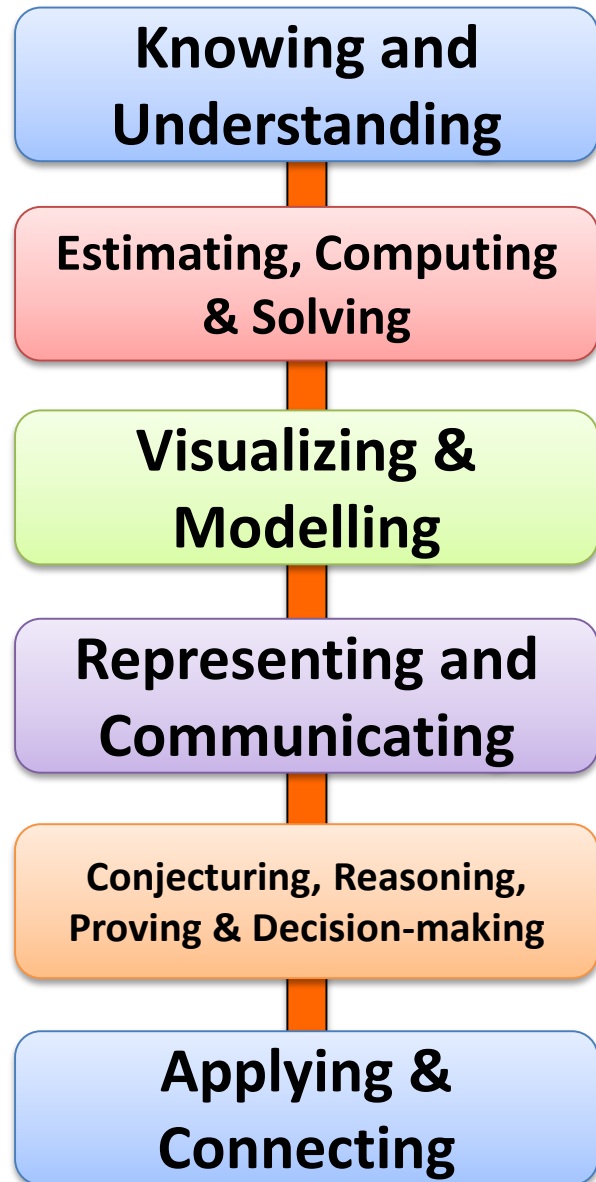 Knowing and
Understanding
Estimating, Computing
& Solving
Visualizing &
Modelling
Representing and
Communicating
Conjecturing, Reasoning,
Proving & Decision-making
Applying &
Connecting